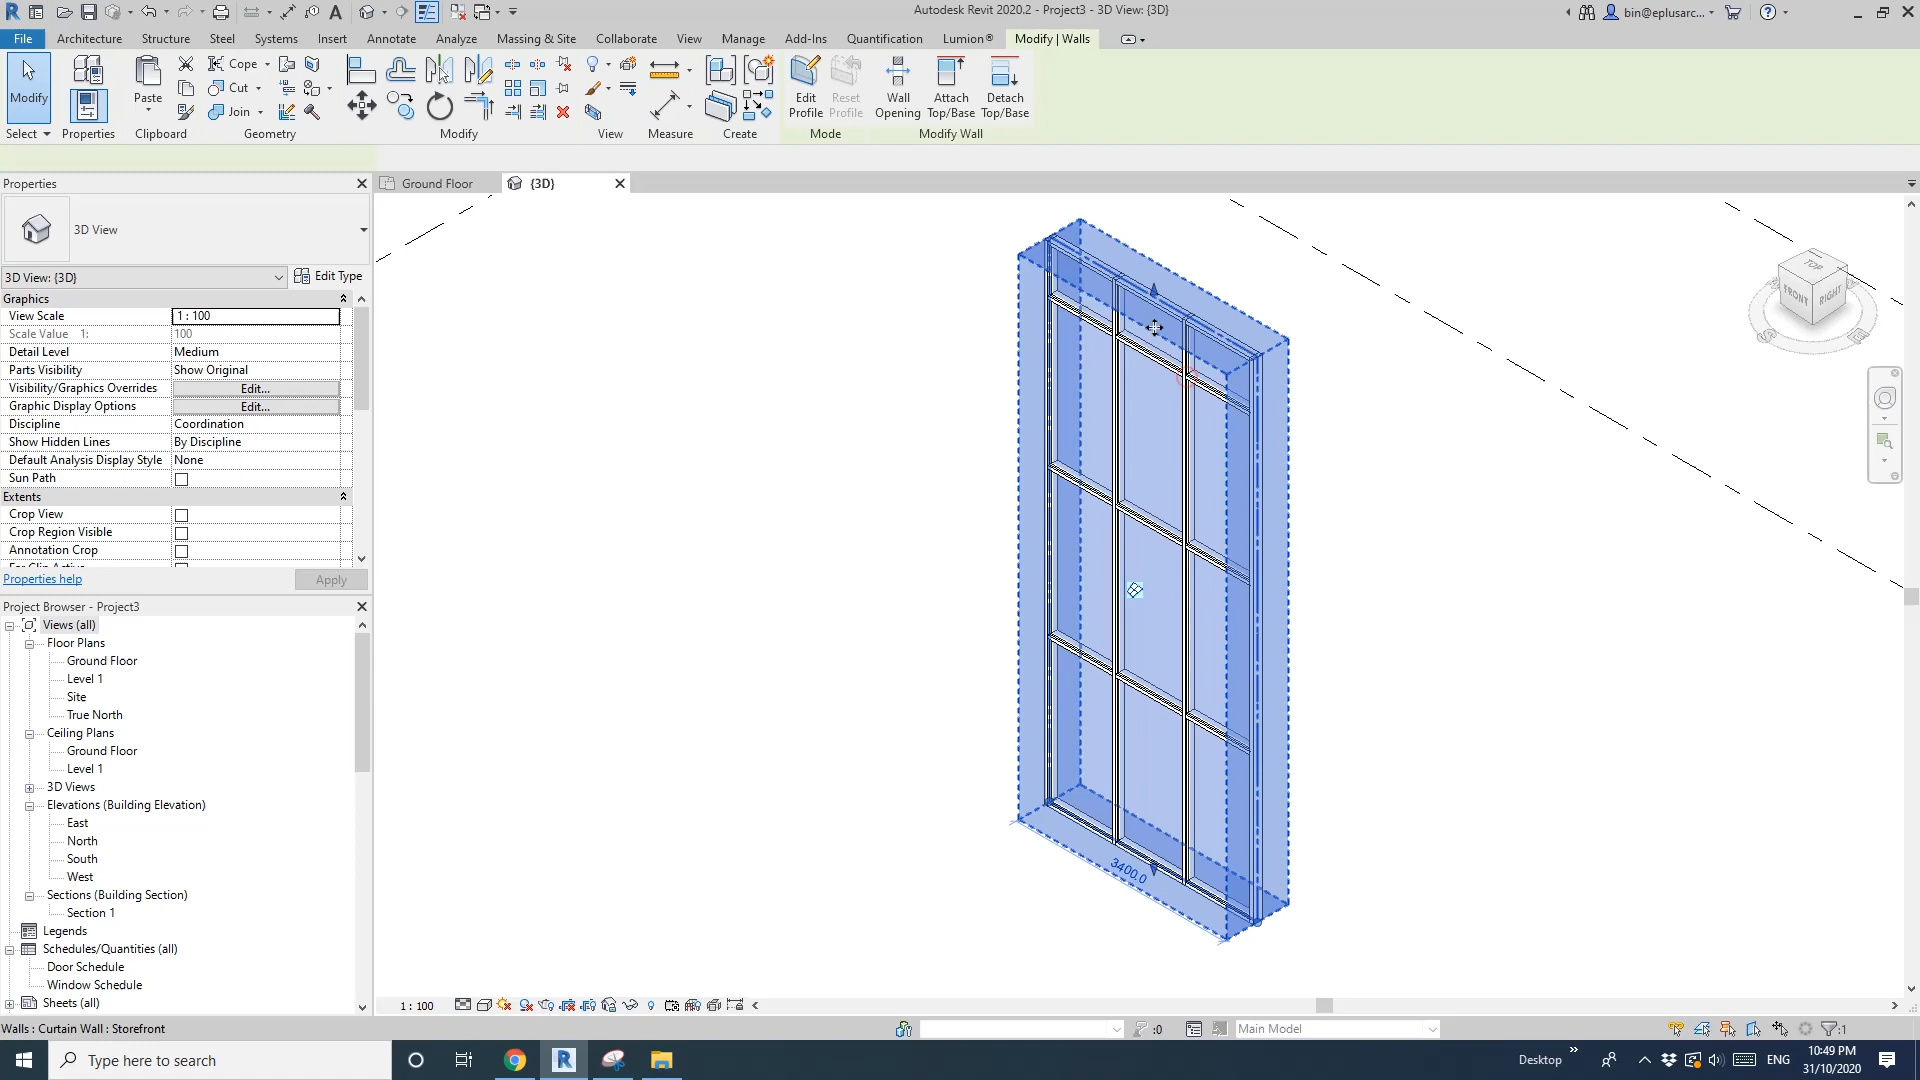 Autodesk Revit 2020.2 - Project3 - 3D View: {3D}
bin@eplusarc...
File Architecture Structure Steel Systems Insert Annotate Analyze Massing & Site Collaborate View Manage Add-Ins Quantification Lumion® Modify | Walls
Modify
Paste
Cope
Cut
Join
Edit Profile
Reset Profile
Wall Opening
Attach Top/Base
Detach Top/Base
Select Properties Clipboard Geometry Modify View Measure Create Mode Modify Wall
Properties
Ground Floor
{3D}
3D View
3D View: {3D}
Edit Type
Graphics
View Scale 1 : 100
Scale Value 1: 100
Detail Level Medium
Parts Visibility Show Original
Visibility/Graphics Overrides Edit...
Graphic Display Options Edit...
Discipline Coordination
Show Hidden Lines By Discipline
Default Analysis Display Style None
Sun Path
Extents
Crop View
Crop Region Visible
Annotation Crop
Properties help
Apply
Project Browser - Project3
Views (all)
Floor Plans
Ground Floor
Level 1
Site
True North
Ceiling Plans
Ground Floor
Level 1
3D Views
Elevations (Building Elevation)
East
North
South
West
Sections (Building Section)
Section 1
Legends
Schedules/Quantities (all)
Door Schedule
Window Schedule
Sheets (all)
TOP
FRONT
RIGHT
3400.0
1 : 100
Walls : Curtain Wall : Storefront
:0
Main Model
:1
Type here to search
Desktop
ENG
10:49 PM
31/10/2020